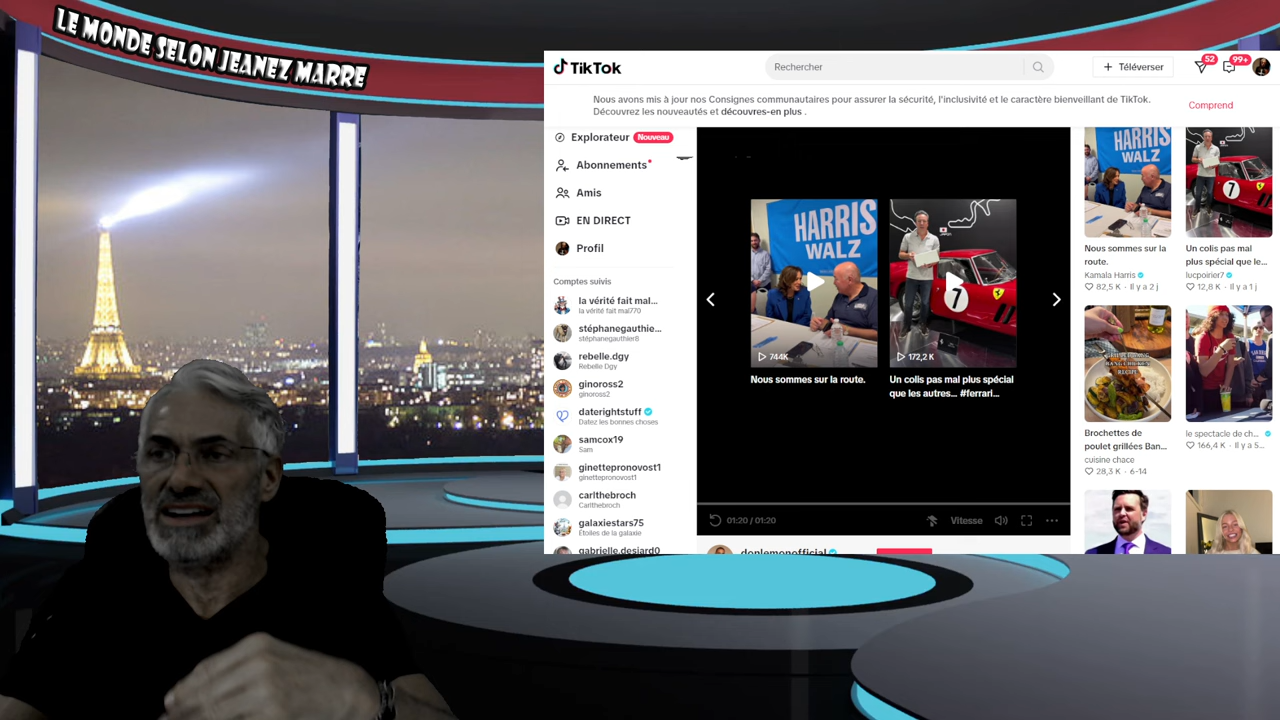 LE MONDE SELON JEANEZ MARRE
TikTok
Rechercher
Téléverser
52
99+
Nous avons mis à jour nos Consignes communautaires pour assurer la sécurité, l'inclusivité et le caractère bienveillant de TikTok.
Découvrez les nouveautés et découvres-en plus .
Comprend
Explorateur Nouveau
Abonnements
Amis
EN DIRECT
Profil
Comptes suivis
la vérité fait mal...
la vérité fait mal770
stéphanegauthie...
stéphanegauthier8
rebelle.dgy
Rebelle Dgy
ginoross2
ginoross2
daterightstuff
Datez les bonnes choses
samcox19
Sam
ginettepronovost1
ginettepronovost1
carlthebroch
Carlthebroch
galaxiestars75
Étoiles de la galaxie
gabrielle.desjard0
HARRIS
WALZ
7
744K
172,2 K
Nous sommes sur la route.
Un colis pas mal plus spécial
que les autres... #ferrari...
01:20 / 01:20
Vitesse
donlemonofficial
HARRIS
WALZ
7
Nous sommes sur la
route.
Kamala Harris
82,5 K · Il y a 2 j
Un colis pas mal
plus spécial que le...
lucpoirier7
12,8 K · Il y a 1 j
Brochettes de
poulet grillées Ban...
cuisine chace
28,3 K · 6-14
le spectacle de ch...
166,4 K · Il y a 5...